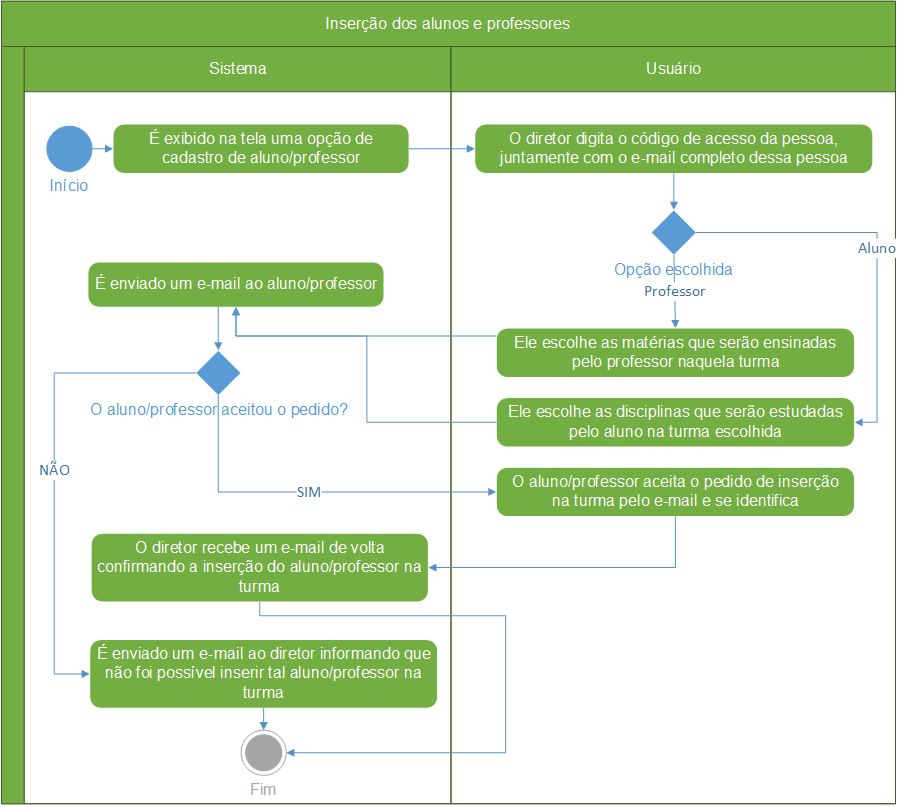 Inserção dos alunos e professores
Sistema
Usuário
Início
É exibido na tela uma opção de
cadastro de aluno/professor
O diretor digita o código de acesso da pessoa,
juntamente com o e-mail completo dessa pessoa
Aluno
Opção escolhida
Professor
É enviado um e-mail ao aluno/professor
Ele escolhe as matérias que serão ensinadas
pelo professor naquela turma
O aluno/professor aceitou o pedido?
Ele escolhe as disciplinas que serão estudadas
pelo aluno na turma escolhida
NÃO
SIM
O aluno/professor aceita o pedido de inserção
na turma pelo e-mail e se identifica
O diretor recebe um e-mail de volta
confirmando a inserção do aluno/professor na
turma
É enviado um e-mail ao diretor informando que
não foi possível inserir tal aluno/professor na
turma
Fim